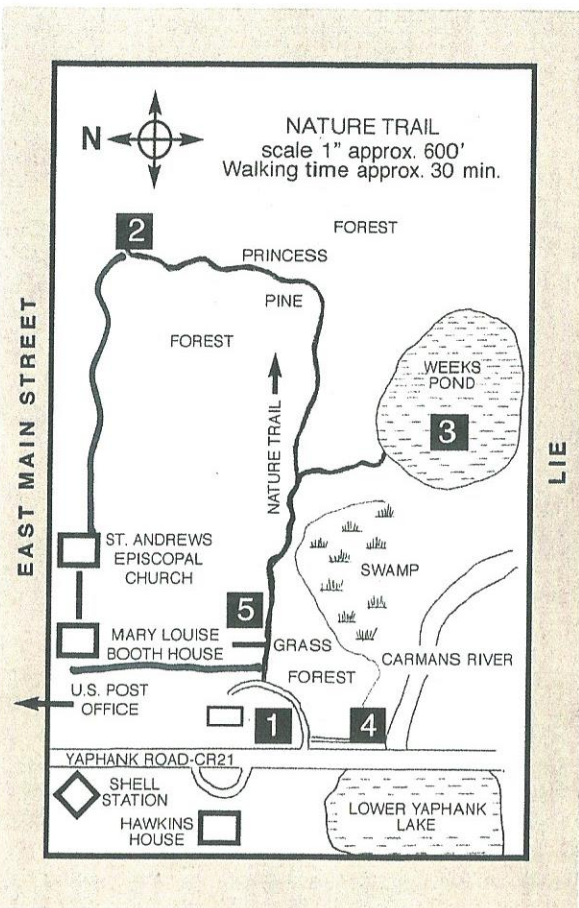 N
NATURE TRAIL
scale 1" approx. 600'
Walking time approx. 30 min.
2
FOREST
PRINCESS
PINE
FOREST
EAST MAIN STREET
NATURE TRAIL
WEEKS
POND
3
LIE
ST. ANDREWS
EPISCOPAL
CHURCH
SWAMP
5
MARY LOUISE
BOOTH HOUSE
GRASS
FOREST
CARMANS RIVER
U.S. POST
OFFICE
1
4
YAPHANK ROAD-CR21
SHELL
STATION
HAWKINS
HOUSE
LOWER YAPHANK
LAKE